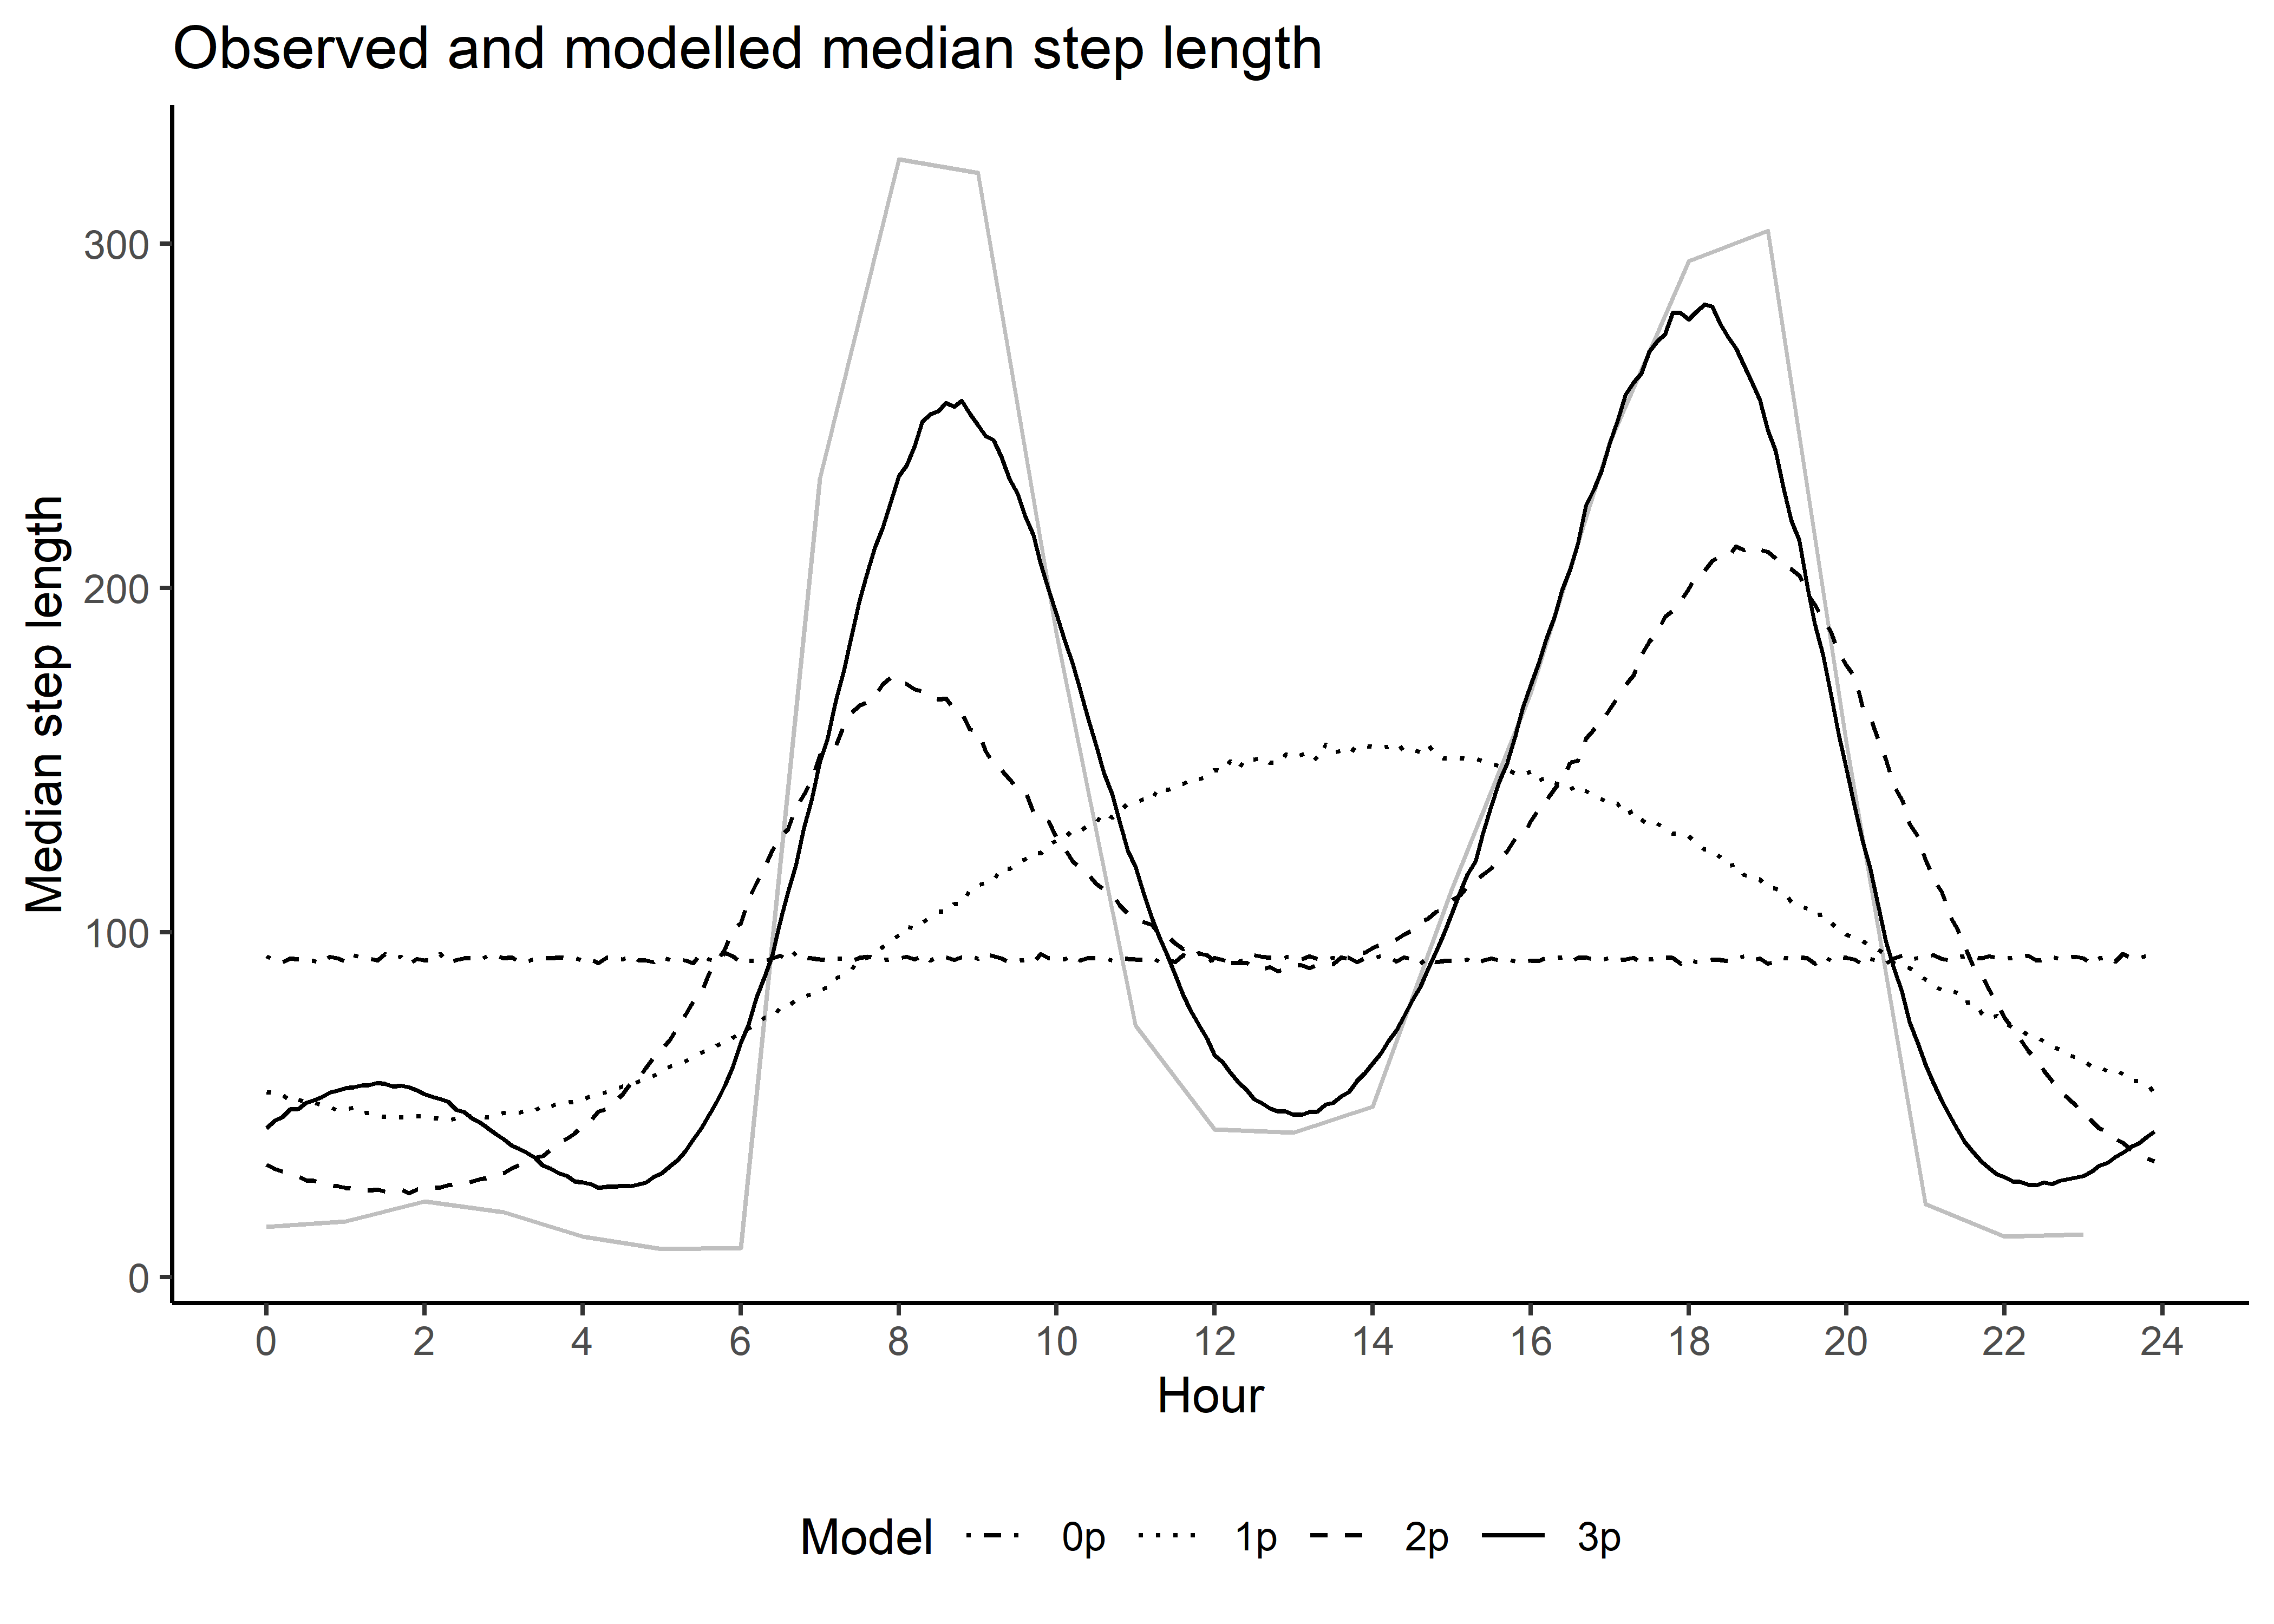 Observed and modelled median step length
Median step length
300
200
100
0
0 2 4 6 8 10 12 14 16 18 20 22 24
Hour
Model 0p 1p 2p 3p